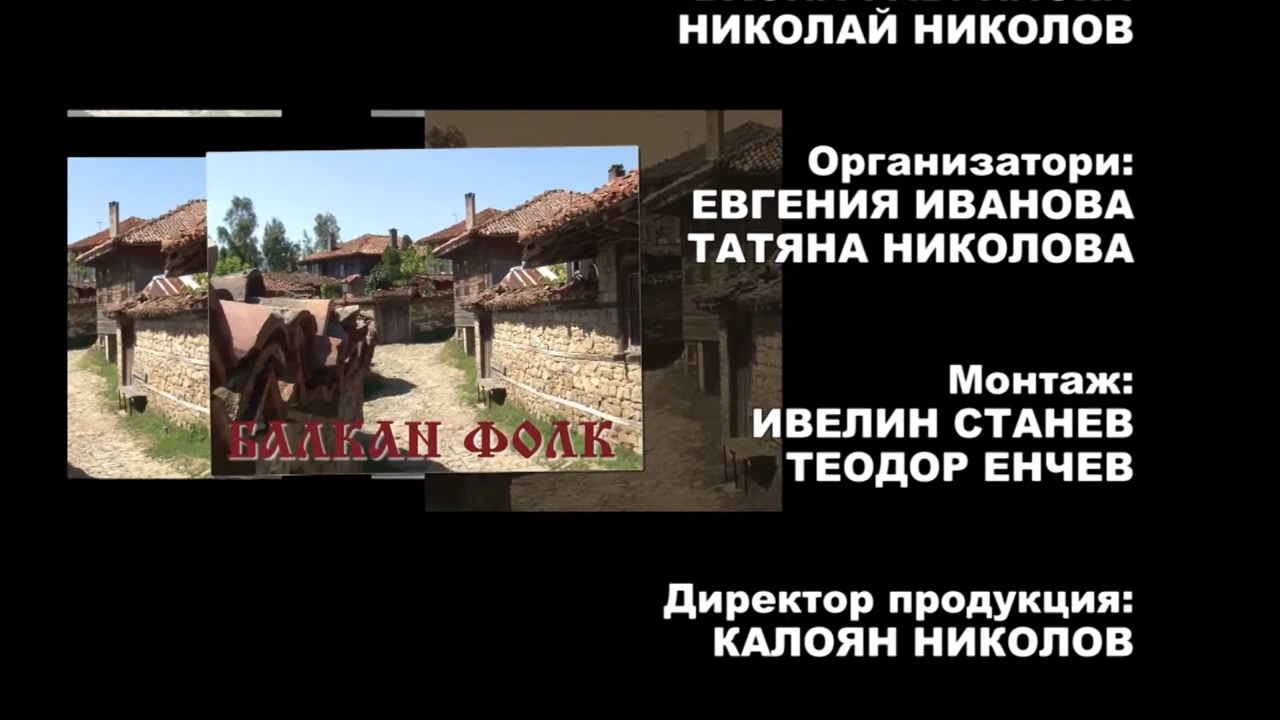 НИКОЛАЙ НИКОЛОВ
Организатори:
ЕВГЕНИЯ ИВАНОВА
ТАТЯНА НИКОЛОВА
Монтаж:
ИВЕЛИН СТАНЕВ
ТЕОДОР ЕНЧЕВ
Директор продукция:
КАЛОЯН НИКОЛОВ
БАЛКАН ФОЛК